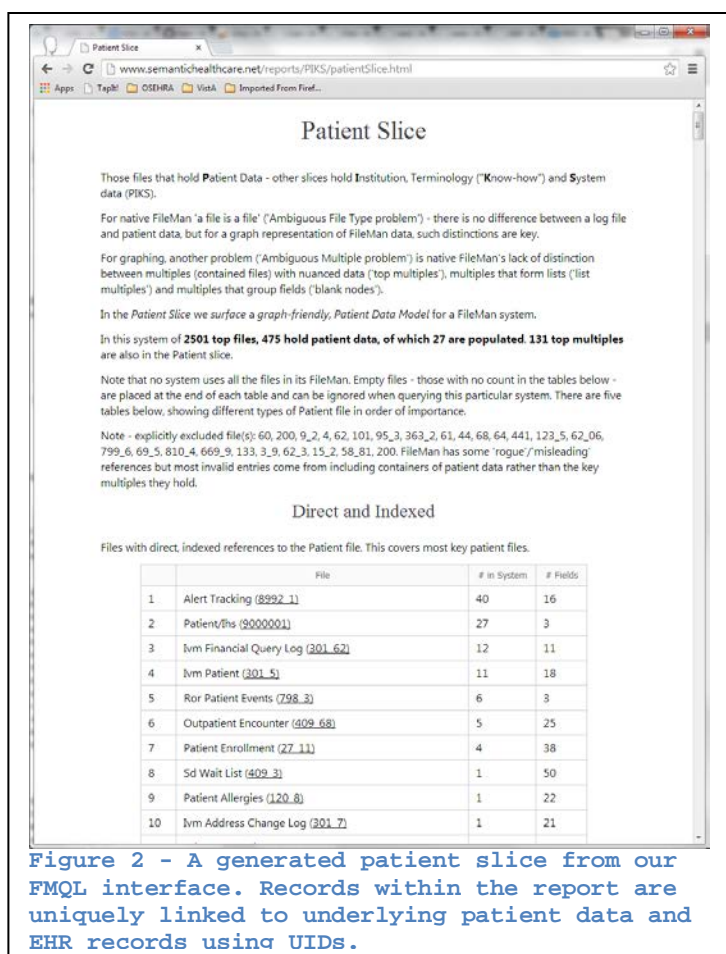 Patient Slice
www.semantichealthcare.net/reports/PIKS/patientSlice.html
Apps TapIt! OSEHRA VistA Imported From Firef...
Patient Slice
Those files that hold Patient Data - other slices hold Institution, Terminology ("Know-how") and System
data (PIKS).
For native FileMan 'a file is a file' ('Ambiguous File Type problem') - there is no difference between a log file
and patient data, but for a graph representation of FileMan data, such distinctions are key.
For graphing, another problem ('Ambiguous Multiple problem') is native FileMan's lack of distinction
between multiples (contained files) with nuanced data ('top multiples'), multiples that form lists ('list
multiples') and multiples that group fields ('blank nodes').
In the Patient Slice we surface a graph-friendly, Patient Data Model for a FileMan system.
In this system of 2501 top files, 475 hold patient data, of which 27 are populated. 131 top multiples
are also in the Patient slice.
Note that no system uses all the files in its FileMan. Empty files - those with no count in the tables below -
are placed at the end of each table and can be ignored when querying this particular system. There are five
tables below, showing different types of Patient file in order of importance.
Note - explicitly excluded file(s): 60, 200, 9_2, 4, 62, 101, 95_3, 363_2, 61, 44, 68, 64, 441, 123_5, 62_06,
799_6, 69_5, 810_4, 669_9, 133, 3_9, 62_3, 15_2, 58_81, 200. FileMan has some 'rogue'/'misleading'
references but most invalid entries come from including containers of patient data rather than the key
multiples they hold.
Direct and Indexed
Files with direct, indexed references to the Patient file. This covers most key patient files.
File # in System # Fields
1 Alert Tracking (8992_1) 40 16
2 Patient/Ihs (9000001) 27 3
3 Ivm Financial Query Log (301_62) 12 11
4 Ivm Patient (301_5) 11 18
5 Ror Patient Events (798_3) 6 3
6 Outpatient Encounter (409_68) 5 25
7 Patient Enrollment (27_11) 4 38
8 Sd Wait List (409_3) 1 50
9 Patient Allergies (120_8) 1 22
10 Ivm Address Change Log (301_7) 1 21
Figure 2 - A generated patient slice from our
FMQL interface. Records within the report are
uniquely linked to underlying patient data and
EHR records using UIDs.